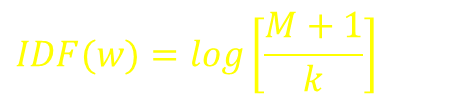 IDF(w) = log[(M + 1)/k]